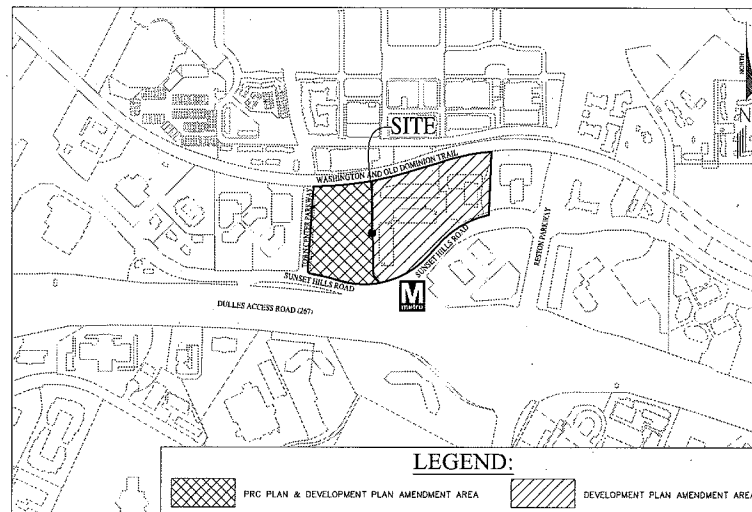 NORTH
N
SITE
WASHINGTON AND OLD DOMINION TRAIL
TOWN CENTER PARKWAY
SUNSET HILLS ROAD
SUNSET HILLS ROAD
RESTON PARKWAY
M
metro
DULLES ACCESS ROAD (267)
LEGEND:
PRC PLAN & DEVELOPMENT PLAN AMENDMENT AREA
DEVELOPMENT PLAN AMENDMENT AREA